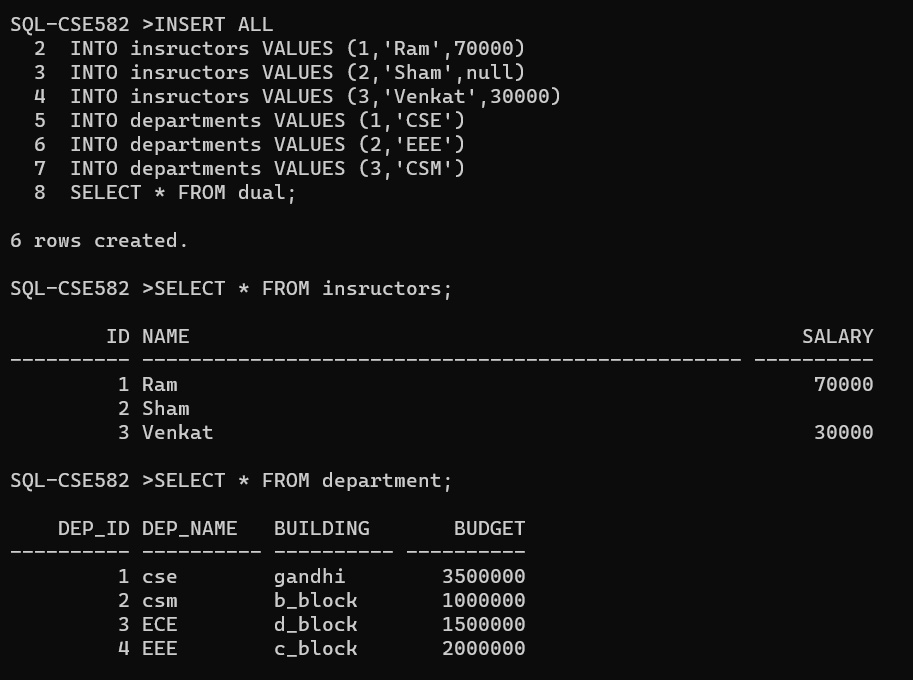 SQL-CSE582 >INSERT ALL
  2  INTO insructors VALUES (1,'Ram',70000)
  3  INTO insructors VALUES (2,'Sham',null)
  4  INTO insructors VALUES (3,'Venkat',30000)
  5  INTO departments VALUES (1,'CSE')
  6  INTO departments VALUES (2,'EEE')
  7  INTO departments VALUES (3,'CSM')
  8  SELECT * FROM dual;
6 rows created.
SQL-CSE582 >SELECT * FROM insructors;
        ID NAME                                                   SALARY
---------- -------------------------------------------------- ----------
         1 Ram                                                     70000
         2 Sham
         3 Venkat                                                  30000
SQL-CSE582 >SELECT * FROM department;
    DEP_ID DEP_NAME   BUILDING       BUDGET
---------- ---------- ---------- ----------
         1 cse        gandhi        3500000
         2 csm        b_block       1000000
         3 ECE        d_block       1500000
         4 EEE        c_block       2000000